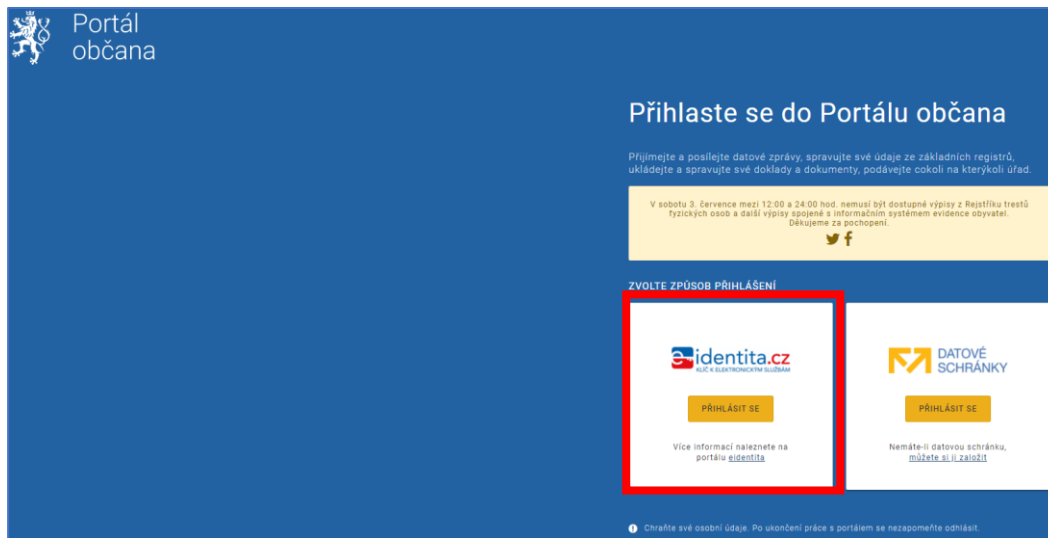 Portál
občana
Přihlaste se do Portálu občana
Přijímejte a posílejte datové zprávy, spravujte své údaje ze základních registrů,
ukládejte a spravujte své doklady a dokumenty, podávejte cokoli na kterýkoli úřad.
V sobotu 3. července mezi 12:00 a 24:00 hod. nemusí být dostupné výpisy z Rejstříku trestů
fyzických osob a další výpisy spojené s informačním systémem evidence obyvatel.
Děkujeme za pochopení.
ZVOLTE ZPŮSOB PŘIHLÁŠENÍ
e-identita.cz
KLÍČ K ELEKTRONICKÝM SLUŽBÁM
PŘIHLÁSIT SE
Více informací naleznete na
portálu eidentita
DATOVÉ
SCHRÁNKY
PŘIHLÁSIT SE
Nemáte-li datovou schránku,
můžete si ji založit
Chraňte své osobní údaje. Po ukončení práce s portálem se nezapomeňte odhlásit.